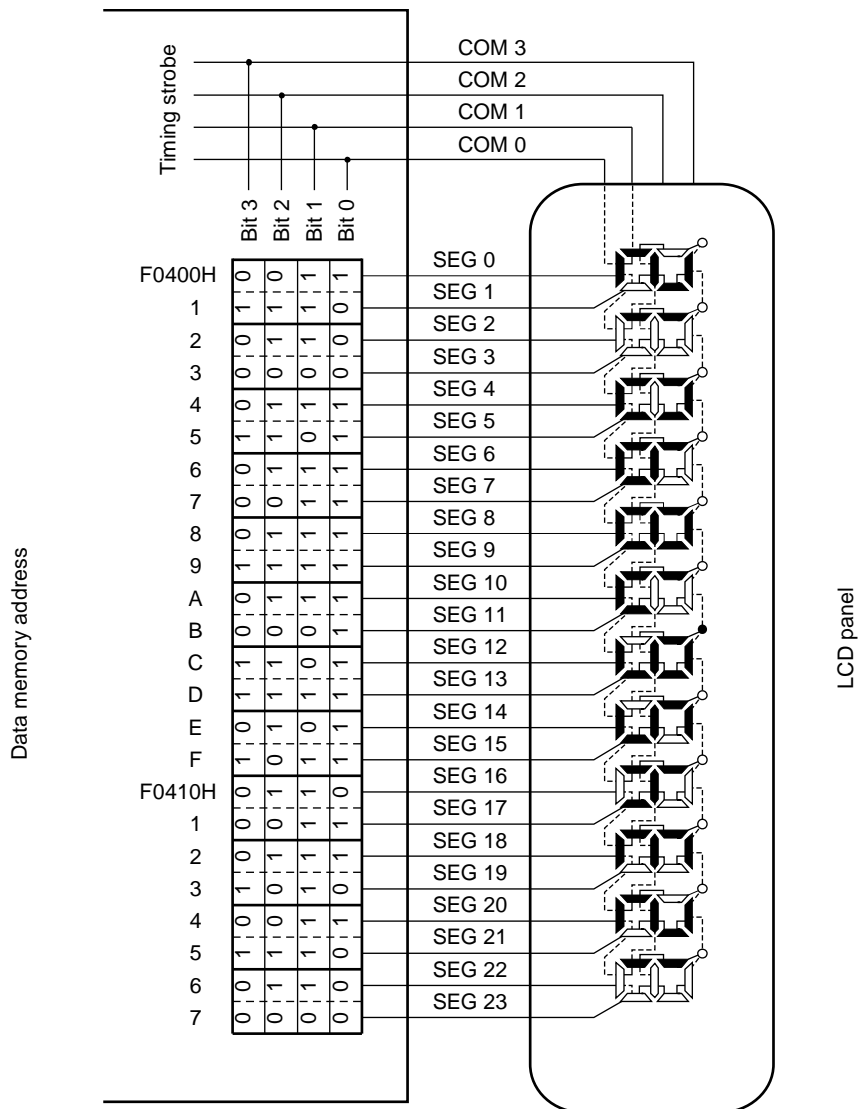 COM 3
COM 2
COM 1
COM 0
Timing strobe
Bit 3
Bit 2
Bit 1
Bit 0
F0400H 0 0 1 1 SEG 0
1 1 1 1 0 SEG 1
2 0 1 1 0 SEG 2
3 0 0 0 0 SEG 3
4 0 1 1 1 SEG 4
5 1 1 0 1 SEG 5
6 0 1 1 1 SEG 6
7 0 0 1 1 SEG 7
8 0 1 1 1 SEG 8
9 1 1 1 1 SEG 9
A 0 1 1 1 SEG 10
B 0 0 0 1 SEG 11
C 1 1 0 1 SEG 12
D 1 1 1 1 SEG 13
E 0 1 0 1 SEG 14
F 1 0 1 1 SEG 15
F0410H 0 1 1 0 SEG 16
1 0 0 1 1 SEG 17
2 0 1 1 1 SEG 18
3 1 0 1 0 SEG 19
4 0 0 1 1 SEG 20
5 1 1 1 0 SEG 21
6 0 1 1 0 SEG 22
7 0 0 0 0 SEG 23
Data memory address
LCD panel